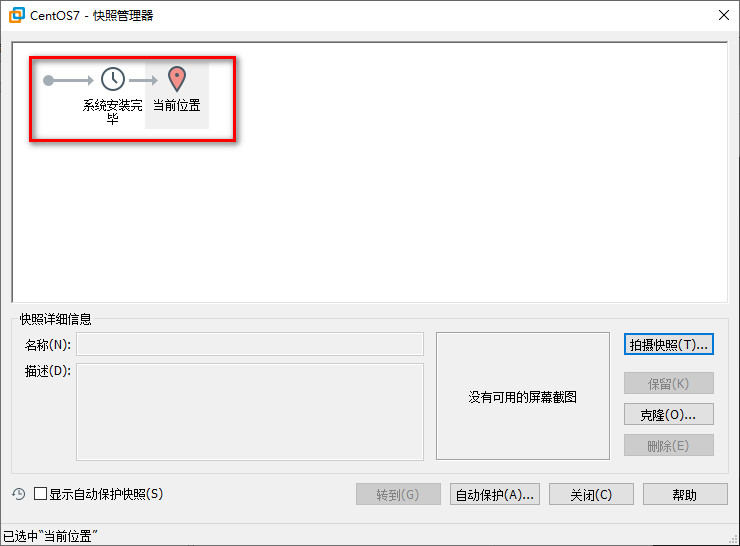 CentOS7 - 快照管理器
系统安装完
毕
当前位置
快照详细信息
名称(N):
拍摄快照(T)...
描述(D):
没有可用的屏幕截图
保留(K)
克隆(O)...
删除(E)
显示自动保护快照(S)
转到(G)
自动保护(A)...
关闭(C)
帮助
已选中"当前位置"